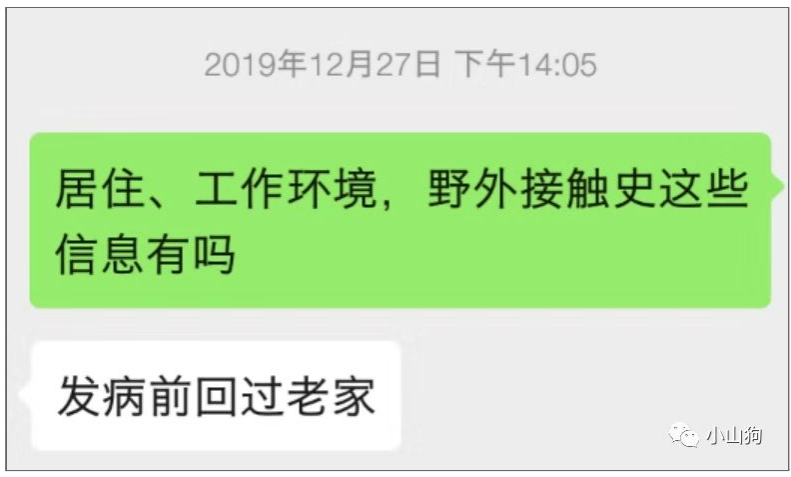 2019年12月27日 下午14:05
居住、工作环境，野外接触史这些
信息有吗
发病前回过老家
小山狗